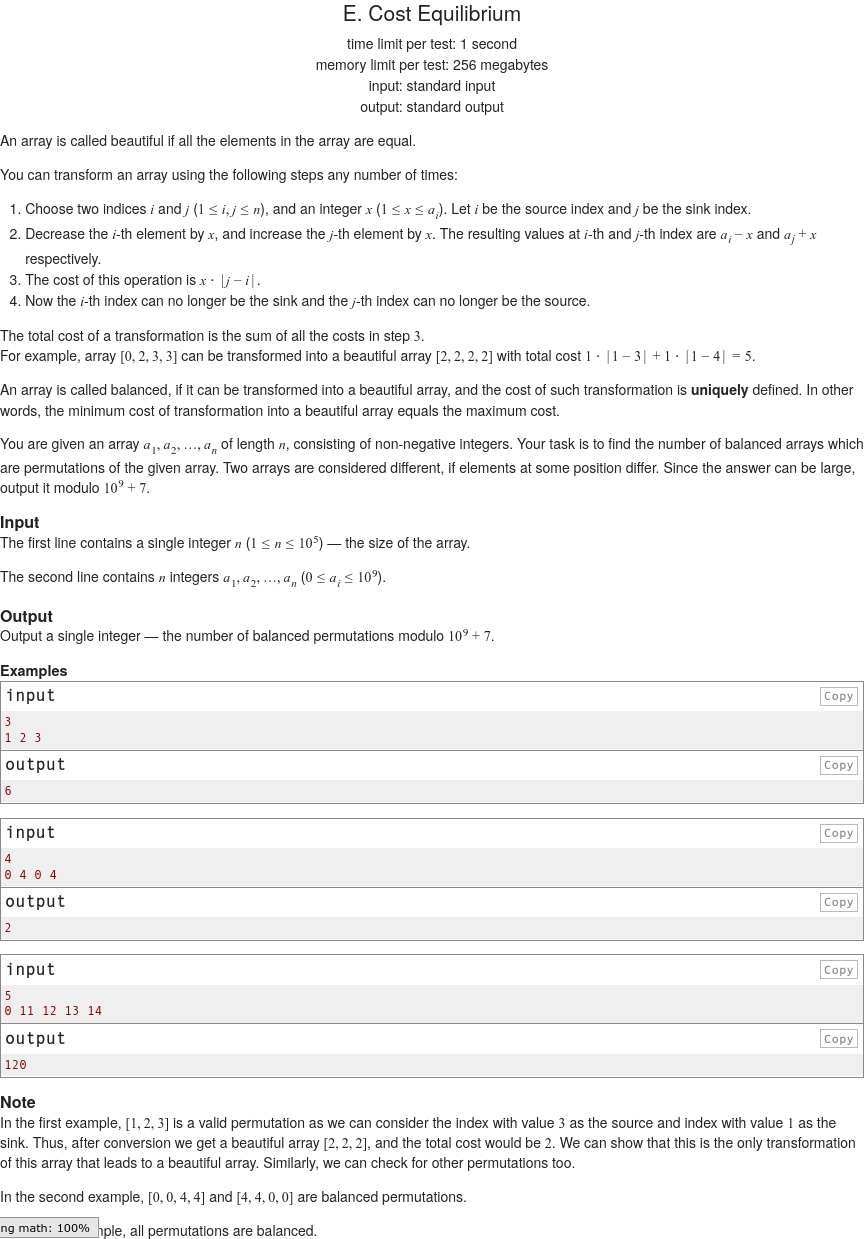 E. Cost Equilibrium
time limit per test: 1 second
memory limit per test: 256 megabytes
input: standard input
output: standard output
An array is called beautiful if all the elements in the array are equal.
You can transform an array using the following steps any number of times:
1. Choose two indices i and j (1 ≤ i, j ≤ n), and an integer x (1 ≤ x ≤ a_i). Let i be the source index and j be the sink index.
2. Decrease the i-th element by x, and increase the j-th element by x. The resulting values at i-th and j-th index are a_i − x and a_j + x
respectively.
3. The cost of this operation is x · |j − i|.
4. Now the i-th index can no longer be the sink and the j-th index can no longer be the source.
The total cost of a transformation is the sum of all the costs in step 3.
For example, array [0, 2, 3, 3] can be transformed into a beautiful array [2, 2, 2, 2] with total cost 1 · |1 − 3| + 1 · |1 − 4| = 5.
An array is called balanced, if it can be transformed into a beautiful array, and the cost of such transformation is uniquely defined. In other
words, the minimum cost of transformation into a beautiful array equals the maximum cost.
You are given an array a_1, a_2, …, a_n of length n, consisting of non-negative integers. Your task is to find the number of balanced arrays which
are permutations of the given array. Two arrays are considered different, if elements at some position differ. Since the answer can be large,
output it modulo 10^9 + 7.
Input
The first line contains a single integer n (1 ≤ n ≤ 10^5) — the size of the array.
The second line contains n integers a_1, a_2, …, a_n (0 ≤ a_i ≤ 10^9).
Output
Output a single integer — the number of balanced permutations modulo 10^9 + 7.
Examples
input
Copy
3
1 2 3
output
Copy
6
input
Copy
4
0 4 0 4
output
Copy
2
input
Copy
5
0 11 12 13 14
output
Copy
120
Note
In the first example, [1, 2, 3] is a valid permutation as we can consider the index with value 3 as the source and index with value 1 as the
sink. Thus, after conversion we get a beautiful array [2, 2, 2], and the total cost would be 2. We can show that this is the only transformation
of this array that leads to a beautiful array. Similarly, we can check for other permutations too.
In the second example, [0, 0, 4, 4] and [4, 4, 0, 0] are balanced permutations.
ng math: 100% mple, all permutations are balanced.